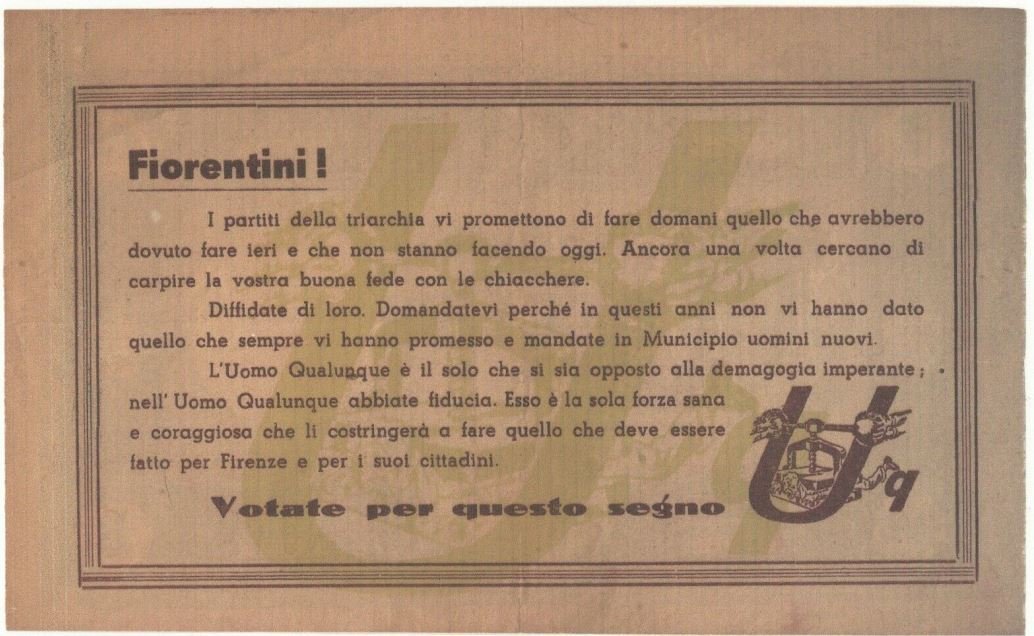 Fiorentini !
I partiti della triarchia vi promettono di fare domani quello che avrebbero
dovuto fare ieri e che non stanno facendo oggi. Ancora una volta cercano di
carpire la vostra buona fede con le chiacchere.
Diffidate di loro. Domandatevi perché in questi anni non vi hanno dato
quello che sempre vi hanno promesso e mandate in Municipio uomini nuovi.
L'Uomo Qualunque è il solo che si sia opposto alla demagogia imperante ;
nell' Uomo Qualunque abbiate fiducia. Esso è la sola forza sana
e coraggiosa che li costringerà a fare quello che deve essere
fatto per Firenze e per i suoi cittadini.
Votate per questo segno
Uq